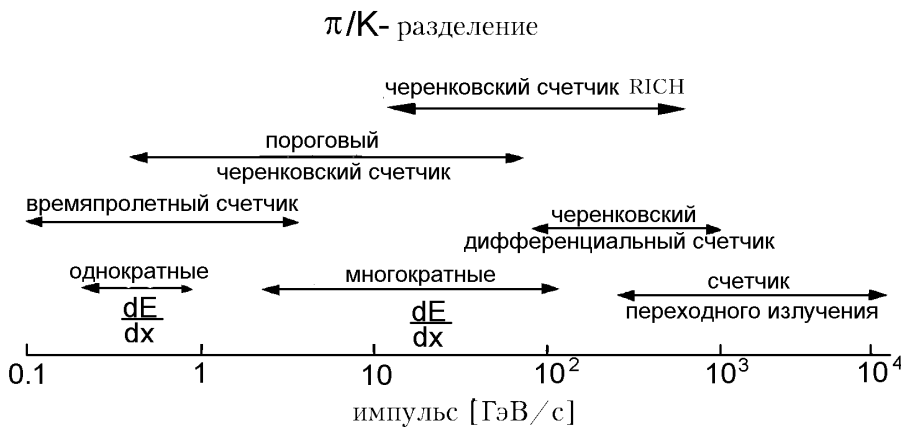 π/K- разделение
черенковский счетчик RICH
пороговый
черенковский счетчик
времяпролетный счетчик
черенковский
дифференциальный счетчик
однократные
dE
dx
многократные
dE
dx
счетчик
переходного излучения
0.1 1 10 10² 10³ 10⁴
импульс [ГэВ/с]